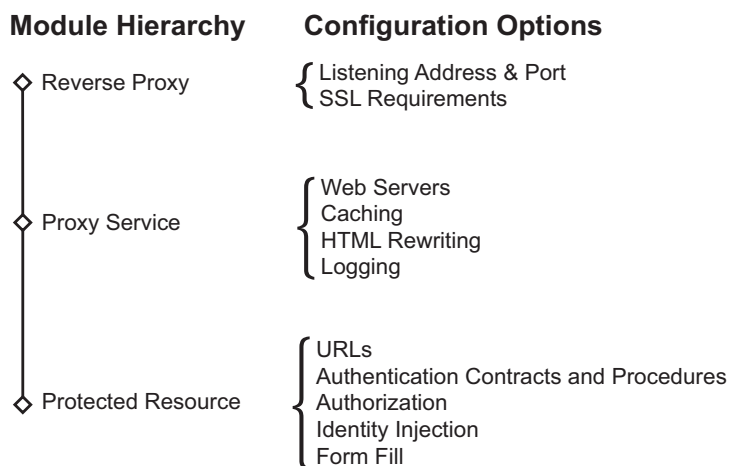 Module Hierarchy
Configuration Options
Reverse Proxy
Listening Address & Port
SSL Requirements
Proxy Service
Web Servers
Caching
HTML Rewriting
Logging
Protected Resource
URLs
Authentication Contracts and Procedures
Authorization
Identity Injection
Form Fill